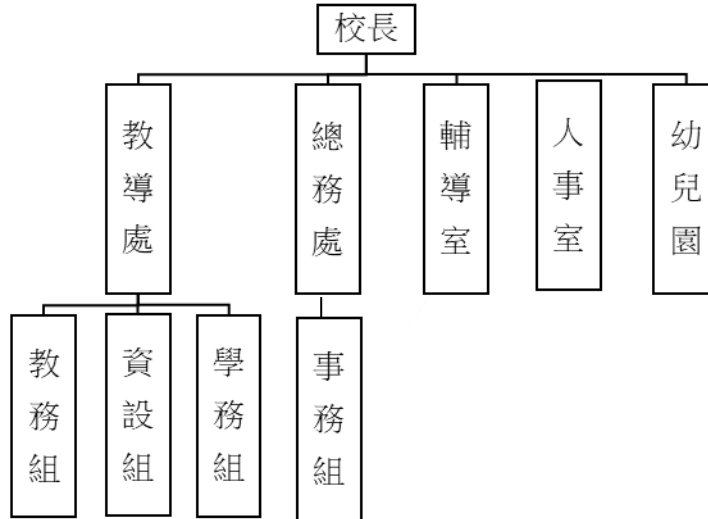 校長
教導處
總務處
輔導室
人事室
幼兒園
教務組
資設組
學務組
事務組